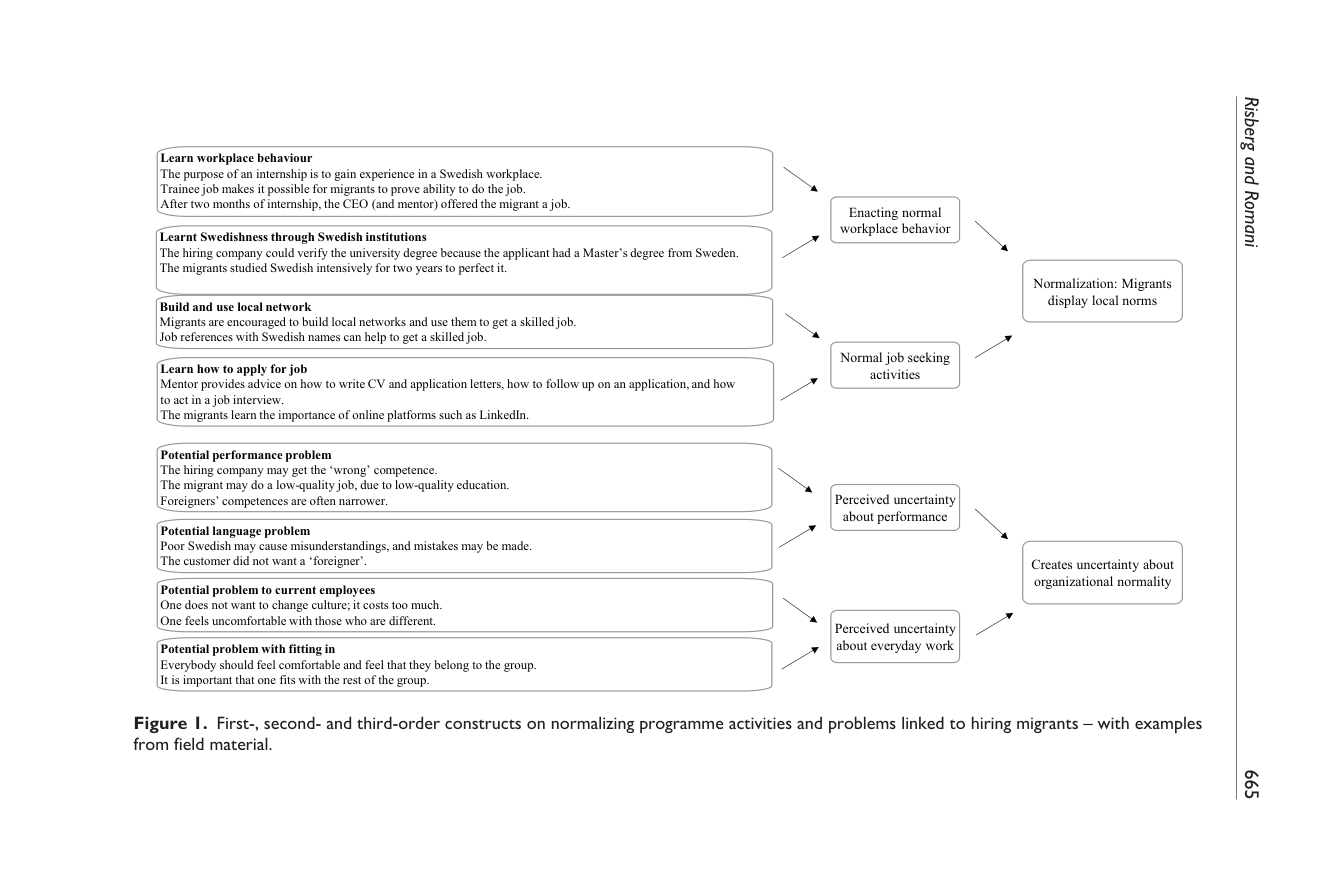 Risberg and Romani
665
Learn workplace behaviour
The purpose of an internship is to gain experience in a Swedish workplace.
Trainee job makes it possible for migrants to prove ability to do the job.
After two months of internship, the CEO (and mentor) offered the migrant a job.
Learnt Swedishness through Swedish institutions
The hiring company could verify the university degree because the applicant had a Master’s degree from Sweden.
The migrants studied Swedish intensively for two years to perfect it.
Build and use local network
Migrants are encouraged to build local networks and use them to get a skilled job.
Job references with Swedish names can help to get a skilled job.
Learn how to apply for job
Mentor provides advice on how to write CV and application letters, how to follow up on an application, and how
to act in a job interview.
The migrants learn the importance of online platforms such as LinkedIn.
Potential performance problem
The hiring company may get the ‘wrong’ competence.
The migrant may do a low-quality job, due to low-quality education.
Foreigners’ competences are often narrower.
Potential language problem
Poor Swedish may cause misunderstandings, and mistakes may be made.
The customer did not want a ‘foreigner’.
Potential problem to current employees
One does not want to change culture; it costs too much.
One feels uncomfortable with those who are different.
Potential problem with fitting in
Everybody should feel comfortable and feel that they belong to the group.
It is important that one fits with the rest of the group.
Enacting normal
workplace behavior
Normal job seeking
activities
Perceived uncertainty
about performance
Perceived uncertainty
about everyday work
Normalization: Migrants
display local norms
Creates uncertainty about
organizational normality
Figure 1. First-, second- and third-order constructs on normalizing programme activities and problems linked to hiring migrants – with examples
from field material.